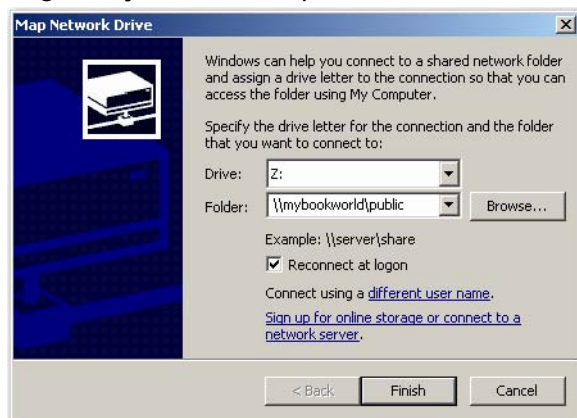 Map Network Drive
Windows can help you connect to a shared network folder
and assign a drive letter to the connection so that you can
access the folder using My Computer.
Specify the drive letter for the connection and the folder
that you want to connect to:
Drive: Z:
Folder: \\mybookworld\public Browse...
Example: \\server\share
Reconnect at logon
Connect using a different user name.
Sign up for online storage or connect to a
network server.
< Back Finish Cancel